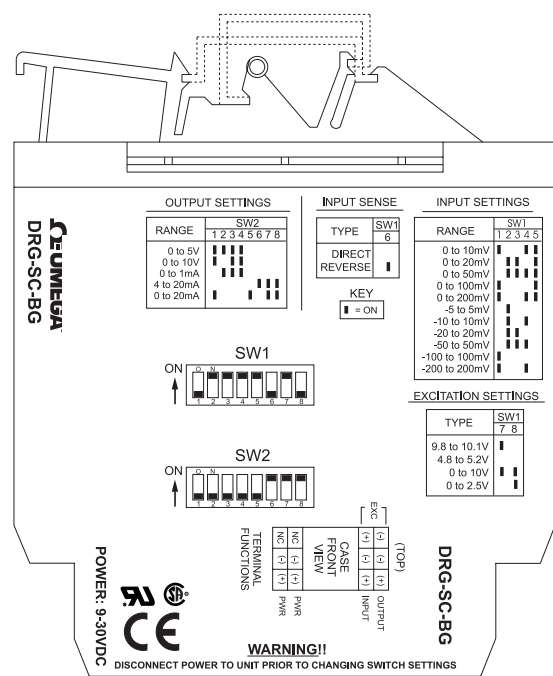 OUTPUT SETTINGS
RANGE SW2
1 2 3 4 5 6 7 8
0 to 5V
0 to 10V
0 to 1mA
4 to 20mA
0 to 20mA
INPUT SENSE
TYPE SW1
6
DIRECT
REVERSE
KEY
= ON
INPUT SETTINGS
RANGE SW1
1 2 3 4 5
0 to 10mV
0 to 20mV
0 to 50mV
0 to 100mV
0 to 200mV
-5 to 5mV
-10 to 10mV
-20 to 20mV
-50 to 50mV
-100 to 100mV
-200 to 200mV
ΩOMEGA
DRG-SC-BG
SW1
ON
O N
1 2 3 4 5 6 7 8
EXCITATION SETTINGS
TYPE SW1
7 8
9.8 to 10.1V
4.8 to 5.2V
0 to 10V
0 to 2.5V
SW2
ON
O N
1 2 3 4 5 6 7 8
TERMINAL
FUNCTIONS
NC (-) (+) PWR
NC (-) (+) PWR
CASE
FRONT
VIEW
EXC
(+) (-) (+) INPUT
(-) (-) (+) OUTPUT
(TOP)
DRG-SC-BG
POWER: 9-30VDC
RU SA
CE
WARNING!!
DISCONNECT POWER TO UNIT PRIOR TO CHANGING SWITCH SETTINGS